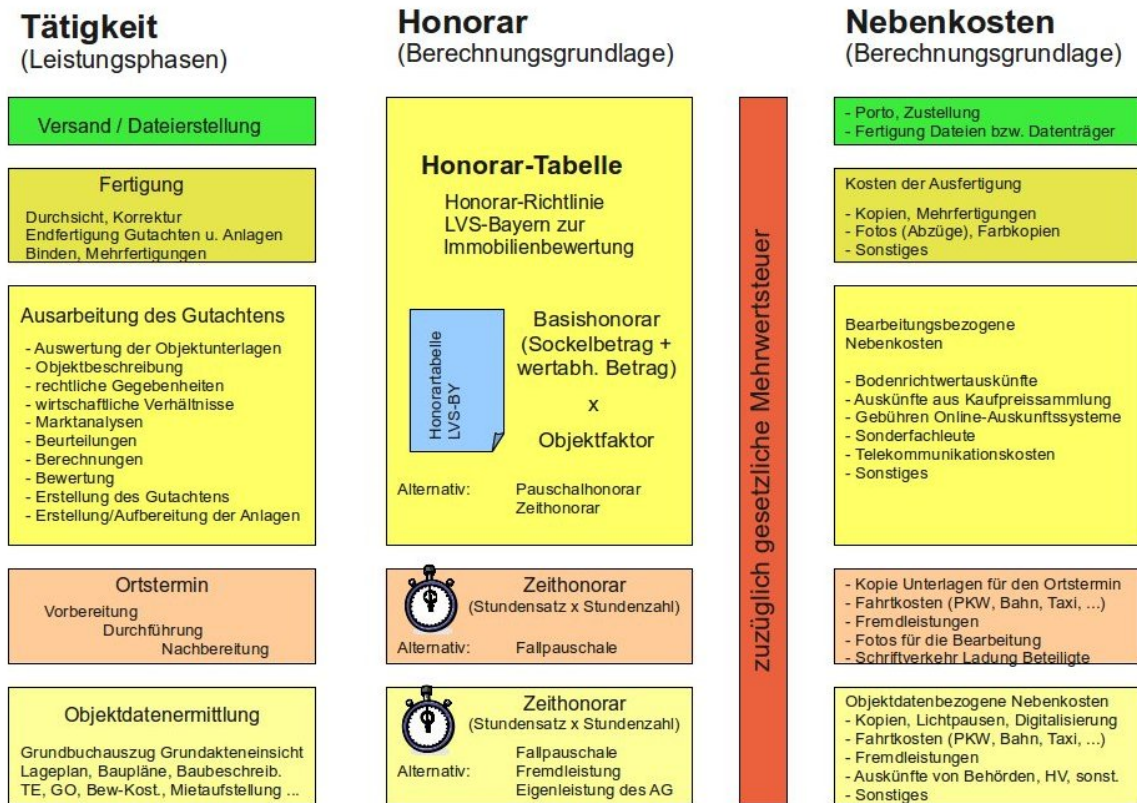 Tätigkeit
(Leistungsphasen)
Honorar
(Berechnungsgrundlage)
Nebenkosten
(Berechnungsgrundlage)
Versand / Dateierstellung
Fertigung
Durchsicht, Korrektur
Endfertigung Gutachten u. Anlagen
Binden, Mehrfertigungen
Ausarbeitung des Gutachtens
- Auswertung der Objektunterlagen
- Objektbeschreibung
- rechtliche Gegebenheiten
- wirtschaftliche Verhältnisse
- Marktanalysen
- Beurteilungen
- Berechnungen
- Bewertung
- Erstellung des Gutachtens
- Erstellung/Aufbereitung der Anlagen
Ortstermin
Vorbereitung
Durchführung
Nachbereitung
Objektdatenermittlung
Grundbuchauszug Grundakteneinsicht
Lageplan, Baupläne, Baubeschreib.
TE, GO, Bew-Kost., Mietaufstellung ...
Honorar-Tabelle
Honorar-Richtlinie
LVS-Bayern zur
Immobilienbewertung
Honorartabelle
LVS-BY
Basishonorar
(Sockelbetrag +
wertabh. Betrag)
x
Objektfaktor
Alternativ: Pauschalhonorar
Zeithonorar
Zeithonorar
(Stundensatz x Stundenzahl)
Alternativ: Fallpauschale
Zeithonorar
(Stundensatz x Stundenzahl)
Fallpauschale
Alternativ: Fremdleistung
Eigenleistung des AG
zuzüglich gesetzliche Mehrwertsteuer
- Porto, Zustellung
- Fertigung Dateien bzw. Datenträger
Kosten der Ausfertigung
- Kopien, Mehrfertigungen
- Fotos (Abzüge), Farbkopien
- Sonstiges
Bearbeitungsbezogene
Nebenkosten
- Bodenrichtwertauskünfte
- Auskünfte aus Kaufpreissammlung
- Gebühren Online-Auskunftssysteme
- Sonderfachleute
- Telekommunikationskosten
- Sonstiges
- Kopie Unterlagen für den Ortstermin
- Fahrtkosten (PKW, Bahn, Taxi, ...)
- Fremdleistungen
- Fotos für die Bearbeitung
- Schriftverkehr Ladung Beteiligte
Objektdatenbezogene Nebenkosten
- Kopien, Lichtpausen, Digitalisierung
- Fahrtkosten (PKW, Bahn, Taxi, ...)
- Fremdleistungen
- Auskünfte von Behörden, HV, sonst.
- Sonstiges